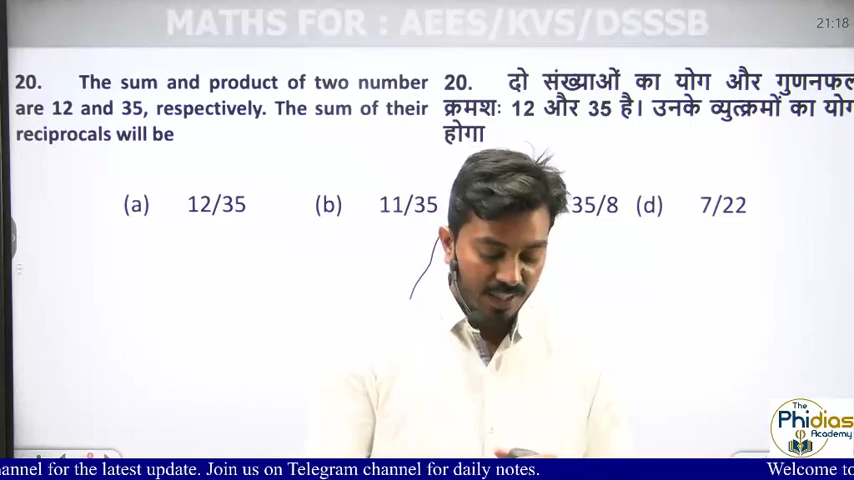 MATHS FOR : AEES/KVS/DSSSB
21:18
20. The sum and product of two number
are 12 and 35, respectively. The sum of their
reciprocals will be
20. दो संख्याओं का योग और गुणनफल
क्रमशः 12 और 35 है। उनके व्युत्क्रमों का योग
होगा
(a) 12/35 (b) 11/35 35/8 (d) 7/22
The
Phidias
Academy
annel for the latest update. Join us on Telegram channel for daily notes. Welcome to